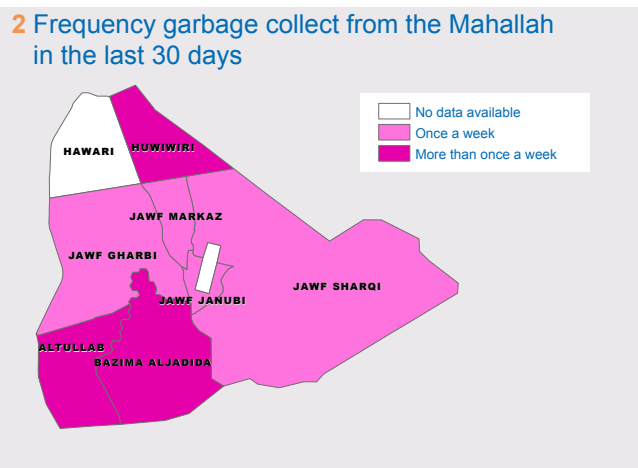 2 Frequency garbage collect from the Mahallah
in the last 30 days
No data available
Once a week
More than once a week
HAWARI
HUWIWIRI
JAWF MARKAZ
JAWF GHARBI
JAWF SHARQI
JAWF JANUBI
ALTULLAB
BAZIMA ALJADIDA